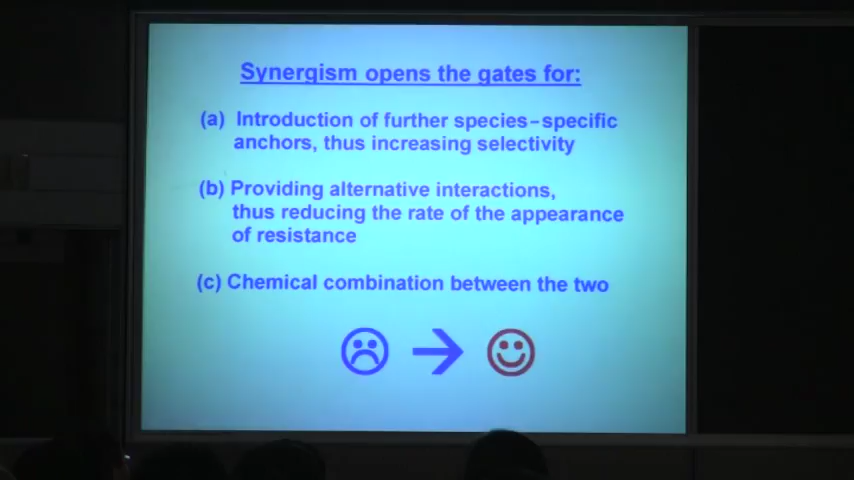 Synergism opens the gates for:
(a) Introduction of further species-specific
anchors, thus increasing selectivity
(b) Providing alternative interactions,
thus reducing the rate of the appearance
of resistance
(c) Chemical combination between the two